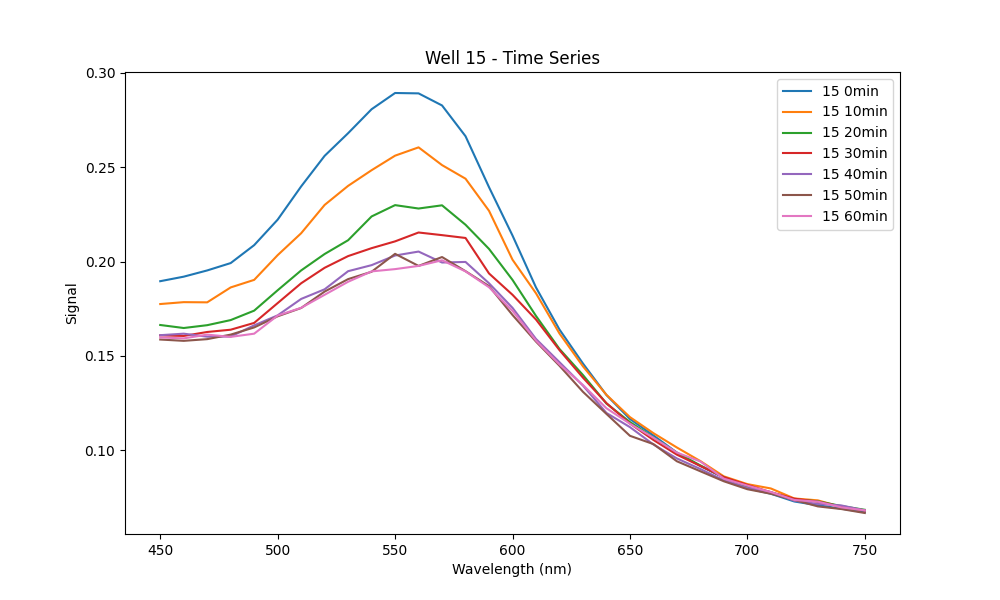 Well 15 - Time Series
15 0min
15 10min
15 20min
15 30min
15 40min
15 50min
15 60min
Signal
0.30
0.25
0.20
0.15
0.10
450 500 550 600 650 700 750
Wavelength (nm)